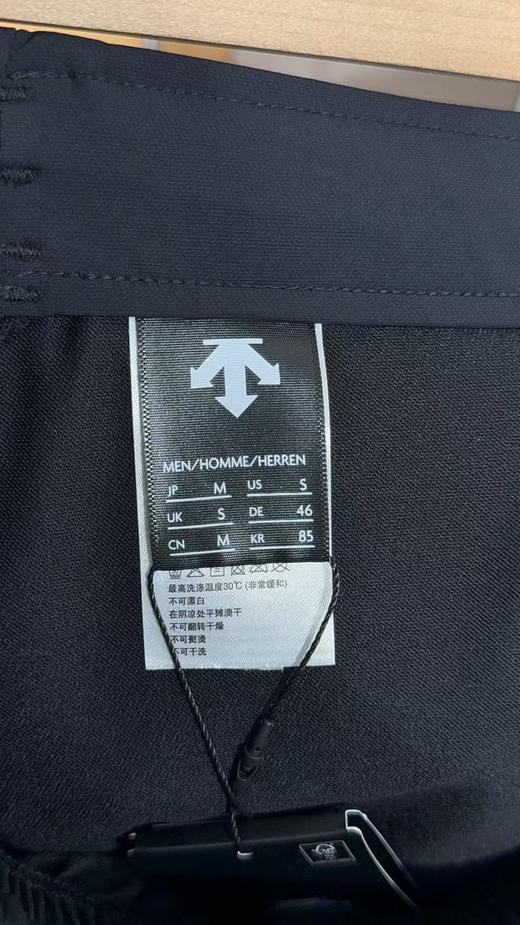 MEN/HOMME/HERREN
JP M US S
UK S DE 46
CN M KR 85
最高洗涤温度30℃ (非常缓和)
不可漂白
在阴凉处平摊滴干
不可翻转干燥
不可熨烫
不可干洗